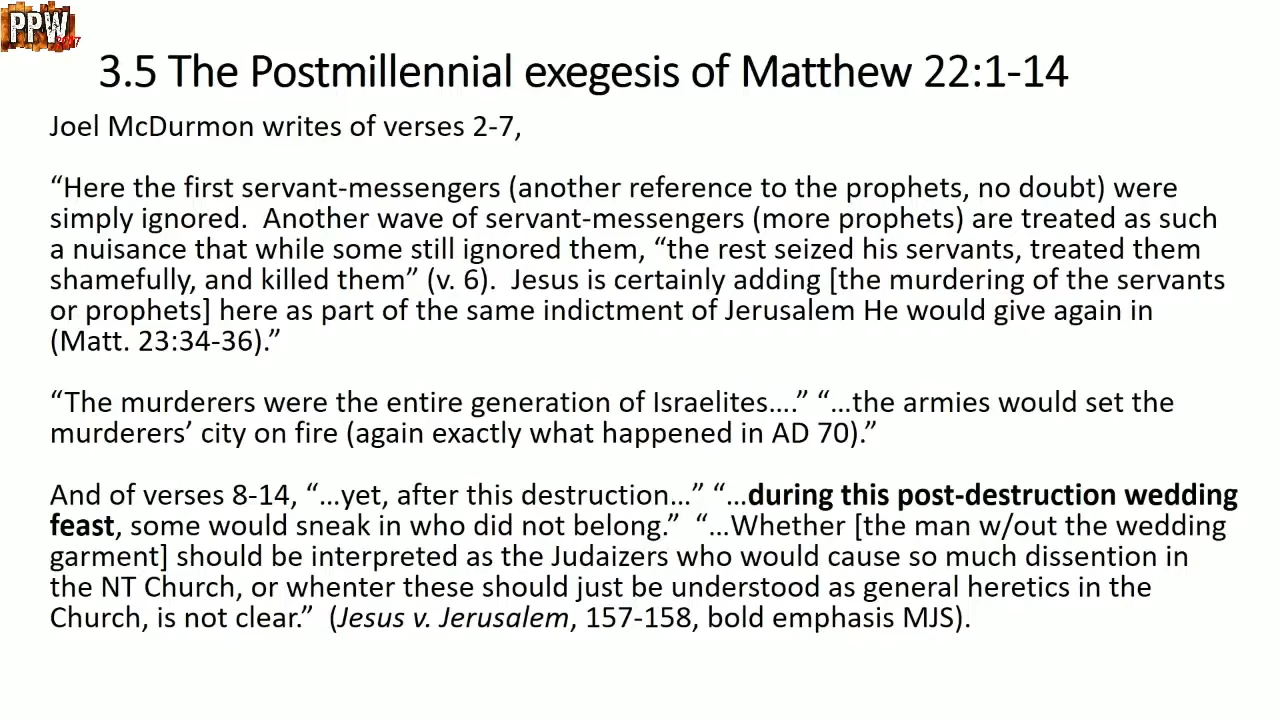 PPW
2017
3.5 The Postmillennial exegesis of Matthew 22:1-14
Joel McDurmon writes of verses 2-7,
“Here the first servant-messengers (another reference to the prophets, no doubt) were
simply ignored.  Another wave of servant-messengers (more prophets) are treated as such
a nuisance that while some still ignored them, “the rest seized his servants, treated them
shamefully, and killed them” (v. 6).  Jesus is certainly adding [the murdering of the servants
or prophets] here as part of the same indictment of Jerusalem He would give again in
(Matt. 23:34-36).”
“The murderers were the entire generation of Israelites….” “…the armies would set the
murderers’ city on fire (again exactly what happened in AD 70).”
And of verses 8-14, “…yet, after this destruction…” “…during this post-destruction wedding
feast, some would sneak in who did not belong.”  “…Whether [the man w/out the wedding
garment] should be interpreted as the Judaizers who would cause so much dissention in
the NT Church, or whenter these should just be understood as general heretics in the
Church, is not clear.”  (Jesus v. Jerusalem, 157-158, bold emphasis MJS).